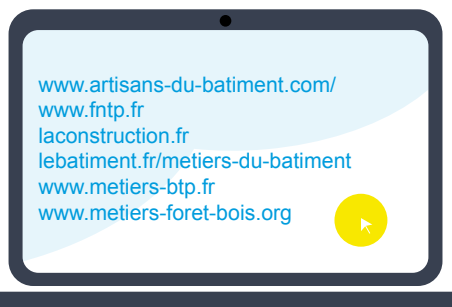 www.artisans-du-batiment.com/
www.fntp.fr
laconstruction.fr
lebatiment.fr/metiers-du-batiment
www.metiers-btp.fr
www.metiers-foret-bois.org